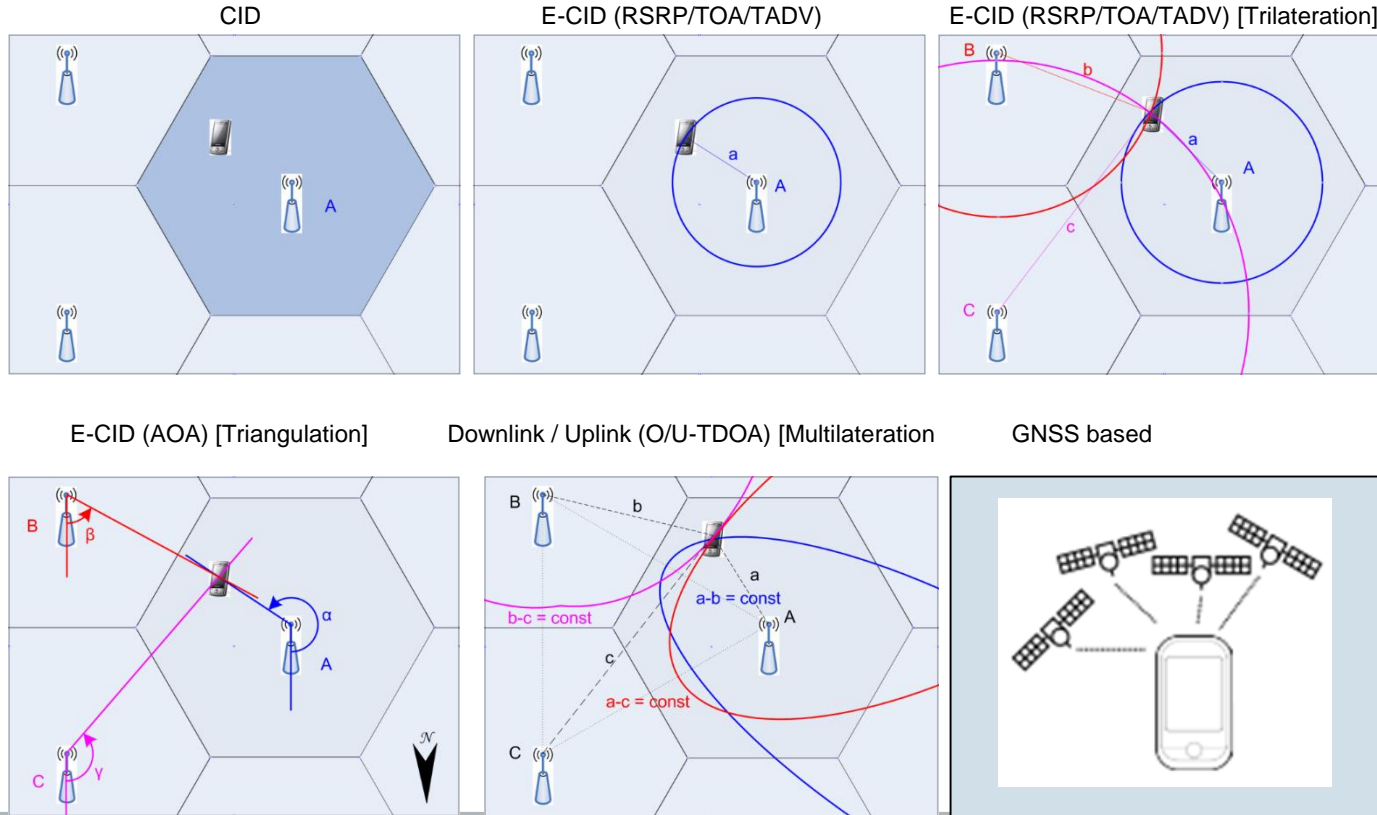 CID
E-CID (RSRP/TOA/TADV)
E-CID (RSRP/TOA/TADV) [Trilateration]
A
a
A
B
b
a
A
c
C
E-CID (AOA) [Triangulation]
Downlink / Uplink (O/U-TDOA) [Multilateration
GNSS based
B
β
α
A
C
γ
N
B
b
a
a-b = const
A
b-c = const
c
a-c = const
C